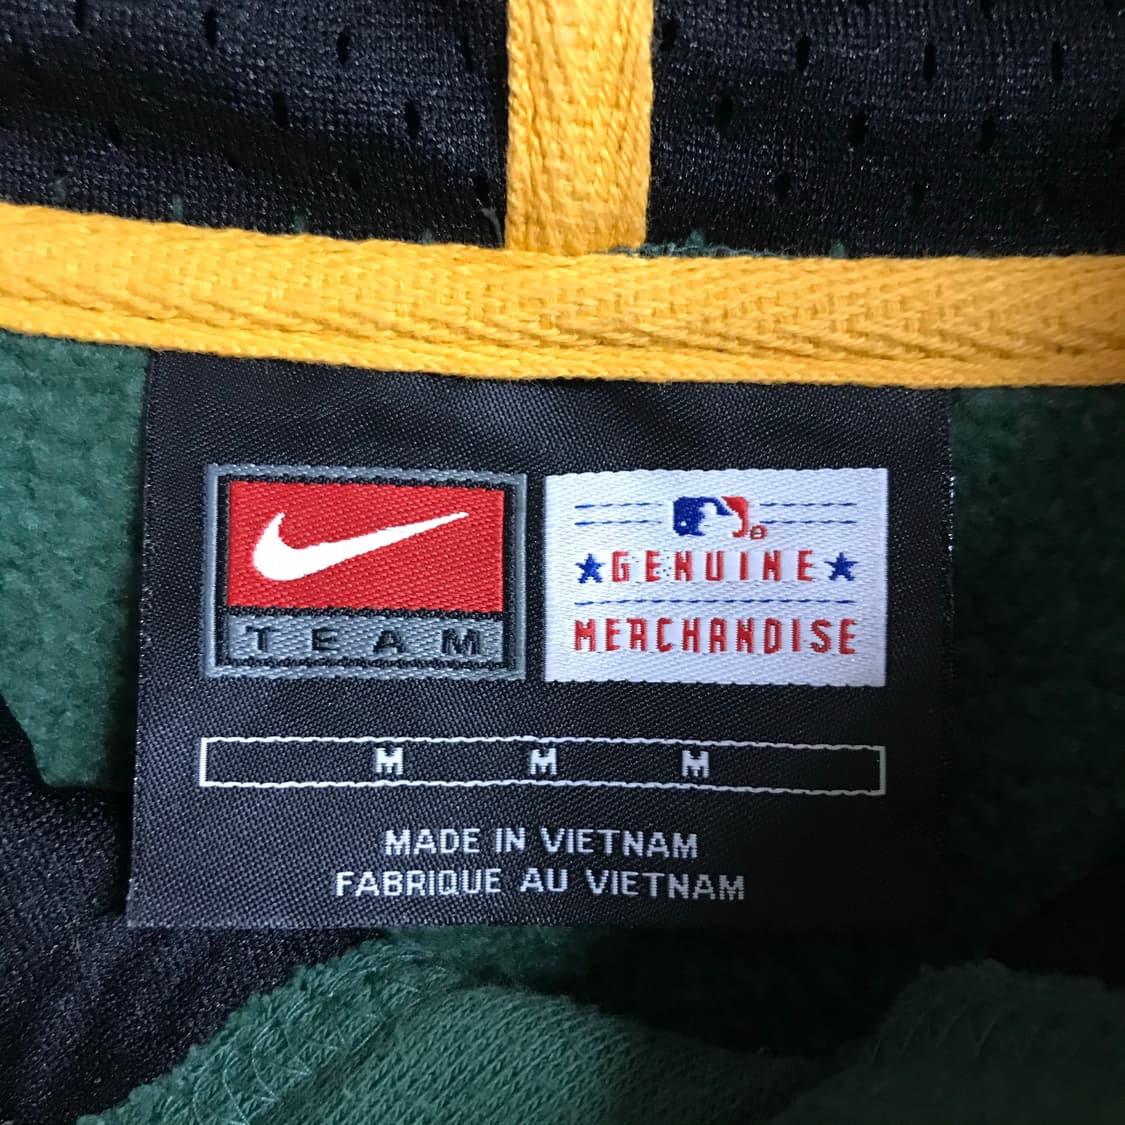 TEAM
GENUINE
MERCHANDISE
M M M
MADE IN VIETNAM
FABRIQUE AU VIETNAM